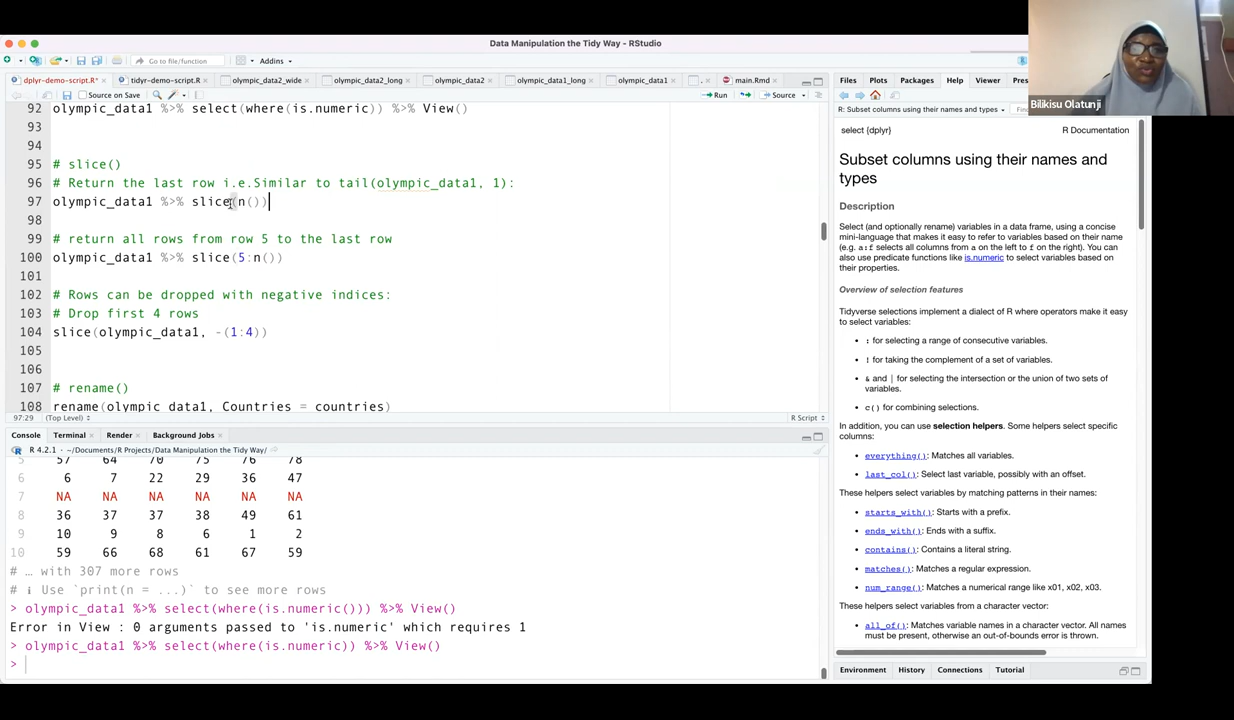 Data Manipulation the Tidy Way - RStudio
Go to file/function
Addins
dplyr-demo-script.R*
tidyr-demo-script.R
olympic_data2_wide
olympic_data2_long
olympic_data2
olympic_data1_long
olympic_data1
main.Rmd
Files
Plots
Packages
Help
Viewer
Pres
Source on Save
Run
Source
R: Subset columns using their names and types
Bilikisu Olatunji
92 olympic_data1 %>% select(where(is.numeric)) %>% View()
93
94
95 # slice()
96 # Return the last row i.e.Similar to tail(olympic_data1, 1):
97 olympic_data1 %>% slice(n())
98
99 # return all rows from row 5 to the last row
100 olympic_data1 %>% slice(5:n())
101
102 # Rows can be dropped with negative indices:
103 # Drop first 4 rows
104 slice(olympic_data1, -(1:4))
105
106
107 # rename()
108 rename(olympic_data1, Countries = countries)
97:29
(Top Level)
R Script
Console
Terminal
Render
Background Jobs
R 4.2.1 · ~/Documents/R Projects/Data Manipulation the Tidy Way/
5 57 64 70 75 76 78
6 6 7 22 29 36 47
7 NA NA NA NA NA NA
8 36 37 37 38 49 61
9 10 9 8 6 1 2
10 59 66 68 61 67 59
# … with 307 more rows
# ℹ Use `print(n = ...)` to see more rows
> olympic_data1 %>% select(where(is.numeric())) %>% View()
Error in View : 0 arguments passed to 'is.numeric' which requires 1
> olympic_data1 %>% select(where(is.numeric)) %>% View()
>
select {dplyr}
R Documentation
Subset columns using their names and
types
Description
Select (and optionally rename) variables in a data frame, using a concise
mini-language that makes it easy to refer to variables based on their name
(e.g. a:f selects all columns from a on the left to f on the right). You can
also use predicate functions like is.numeric to select variables based on
their properties.
Overview of selection features
Tidyverse selections implement a dialect of R where operators make it easy
to select variables:
• : for selecting a range of consecutive variables.
• ! for taking the complement of a set of variables.
• & and | for selecting the intersection or the union of two sets of
variables.
• c() for combining selections.
In addition, you can use selection helpers. Some helpers select specific
columns:
• everything(): Matches all variables.
• last_col(): Select last variable, possibly with an offset.
These helpers select variables by matching patterns in their names:
• starts_with(): Starts with a prefix.
• ends_with(): Ends with a suffix.
• contains(): Contains a literal string.
• matches(): Matches a regular expression.
• num_range(): Matches a numerical range like x01, x02, x03.
These helpers select variables from a character vector:
• all_of(): Matches variable names in a character vector. All names
must be present, otherwise an out-of-bounds error is thrown.
Environment
History
Connections
Tutorial